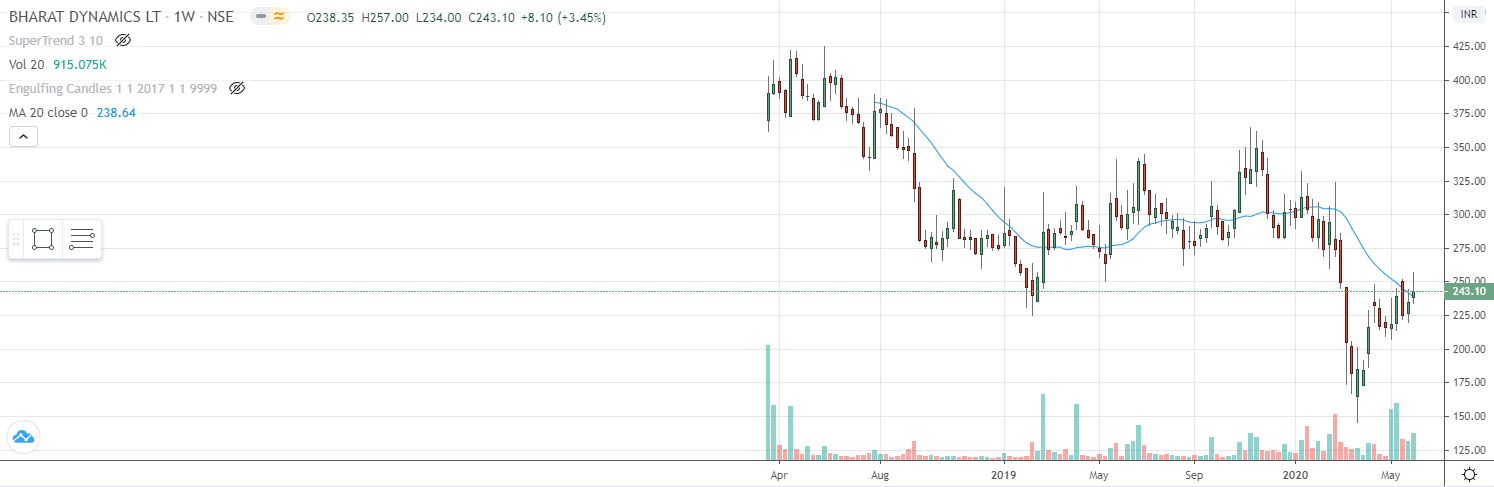 BHARAT DYNAMICS LT · 1W · NSE O238.35 H257.00 L234.00 C243.10 +8.10 (+3.45%)
SuperTrend 3 10
Vol 20 915.075K
Engulfing Candles 1 1 2017 1 1 9999
MA 20 close 0 238.64
INR
425.00
400.00
375.00
350.00
325.00
300.00
275.00
250.00
243.10
225.00
200.00
175.00
150.00
125.00
Apr Aug 2019 May Sep 2020 May